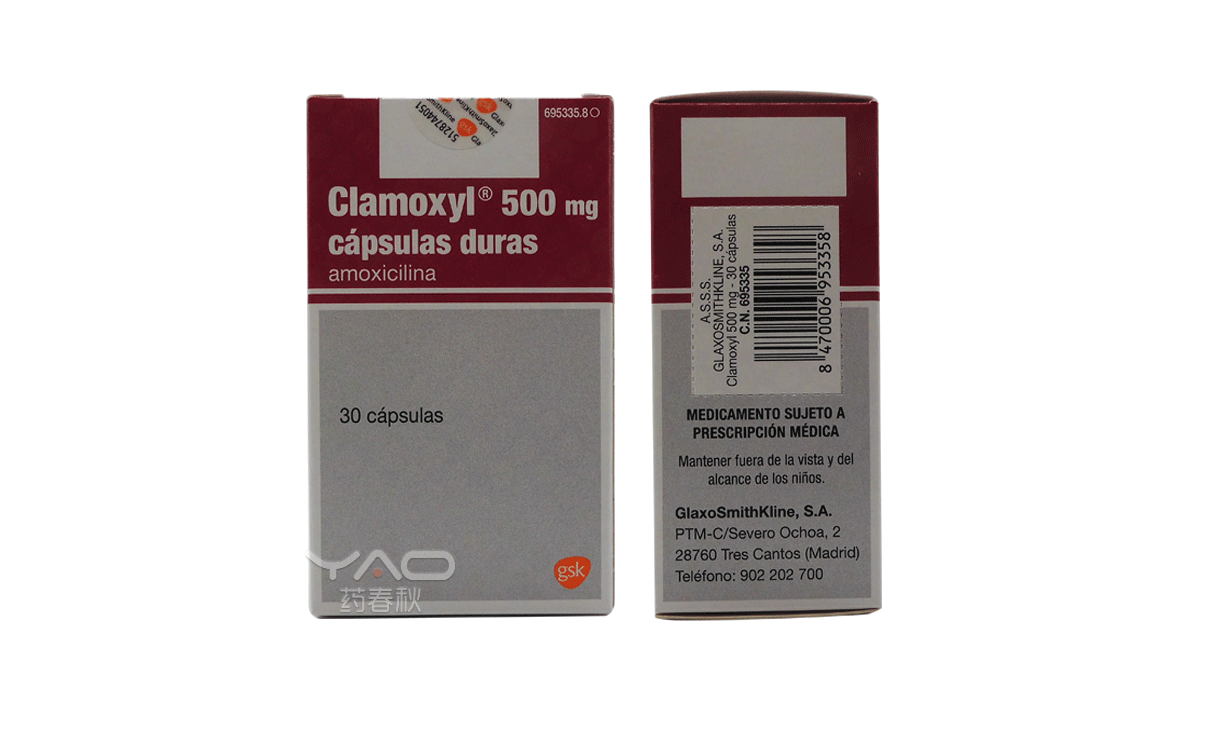 695335.8
5128744051
gsk
Clamoxyl® 500 mg
cápsulas duras
amoxicilina
30 cápsulas
gsk
YAO
药春秋
A.S.S.S.
GLAXOSMITHKLINE, S.A.
Clamoxyl 500 mg - 30 cápsulas
C.N. 695335
8 470006 953358
MEDICAMENTO SUJETO A
PRESCRIPCIÓN MÉDICA
Mantener fuera de la vista y del
alcance de los niños.
GlaxoSmithKline, S.A.
PTM-C/Severo Ochoa, 2
28760 Tres Cantos (Madrid)
Teléfono: 902 202 700